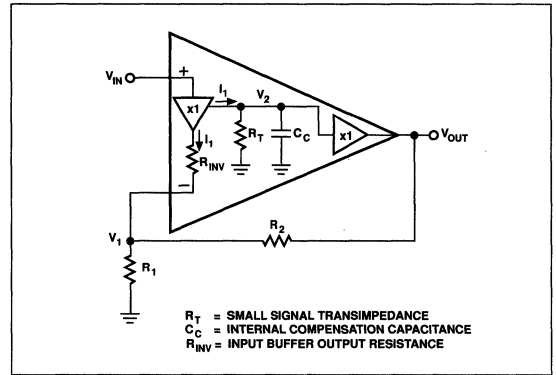 V_IN
+
x1
I_1
V_2
I_1
R_T
C_C
x1
V_OUT
R_INV
−
V_1
R_2
R_1
R_T = SMALL SIGNAL TRANSIMPEDANCE
C_C = INTERNAL COMPENSATION CAPACITANCE
R_INV = INPUT BUFFER OUTPUT RESISTANCE